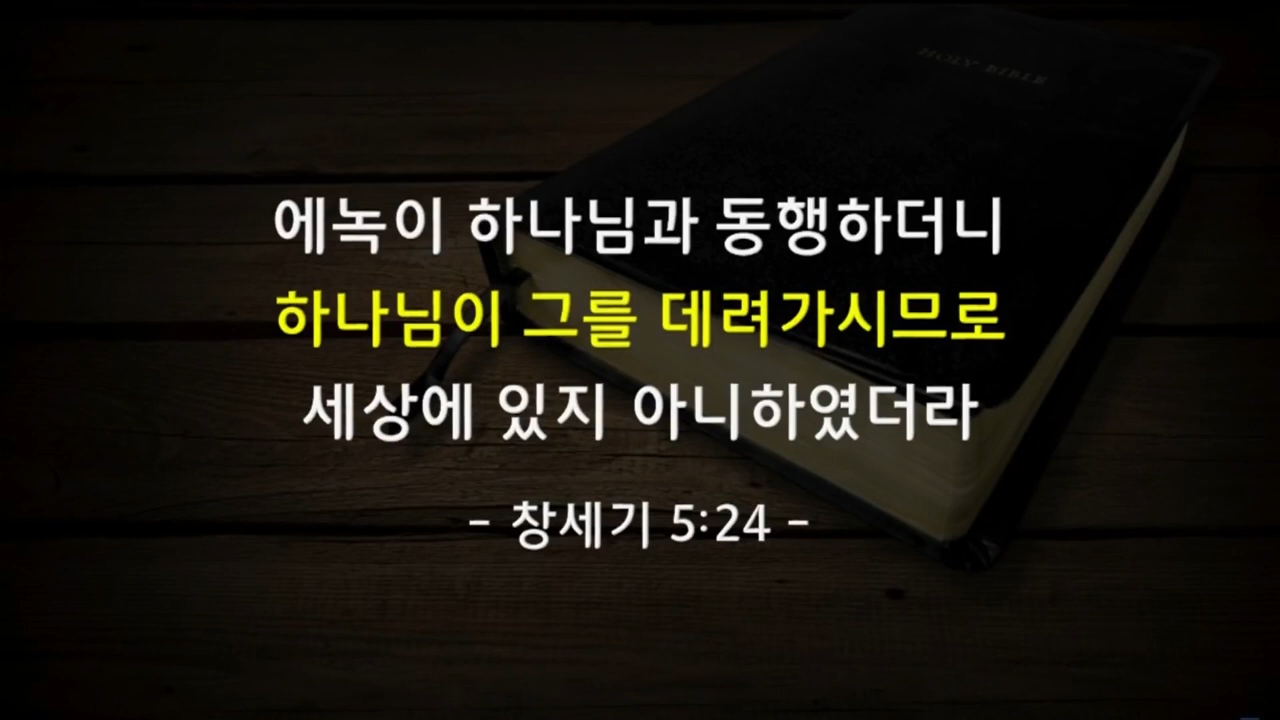 HOLY BIBLE
에녹이 하나님과 동행하더니
하나님이 그를 데려가시므로
세상에 있지 아니하였더라
- 창세기 5:24 -